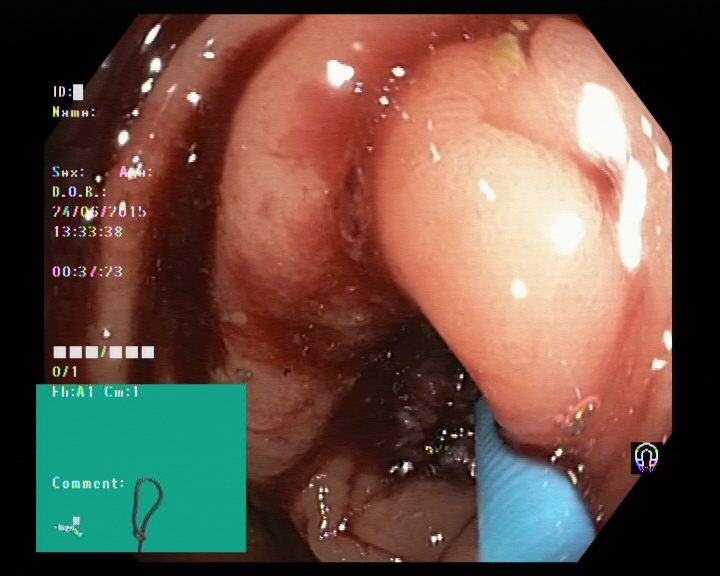 ID:
Name:
Sex: Age:
D.O.B.:
24/06/2015
13:33:38
00:37:23
0/1
Ph:A1 Cm:1
Comment: